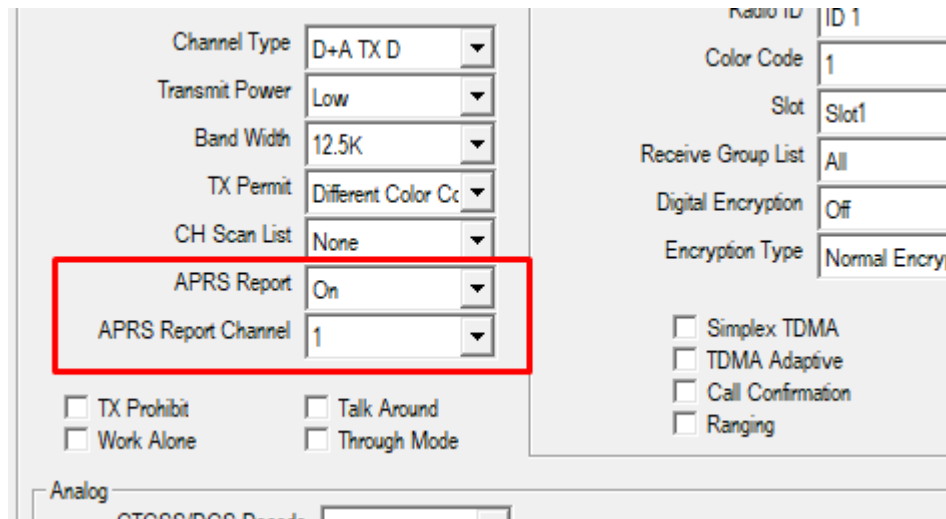 Channel Type D+A TX D
Transmit Power Low
Band Width 12.5K
TX Permit Different Color Cc
CH Scan List None
APRS Report On
APRS Report Channel 1
TX Prohibit Talk Around
Work Alone Through Mode
Radio ID ID 1
Color Code 1
Slot Slot1
Receive Group List All
Digital Encryption Off
Encryption Type Normal Encryp
Simplex TDMA
TDMA Adaptive
Call Confirmation
Ranging
Analog
CTCSS/DCS Decode